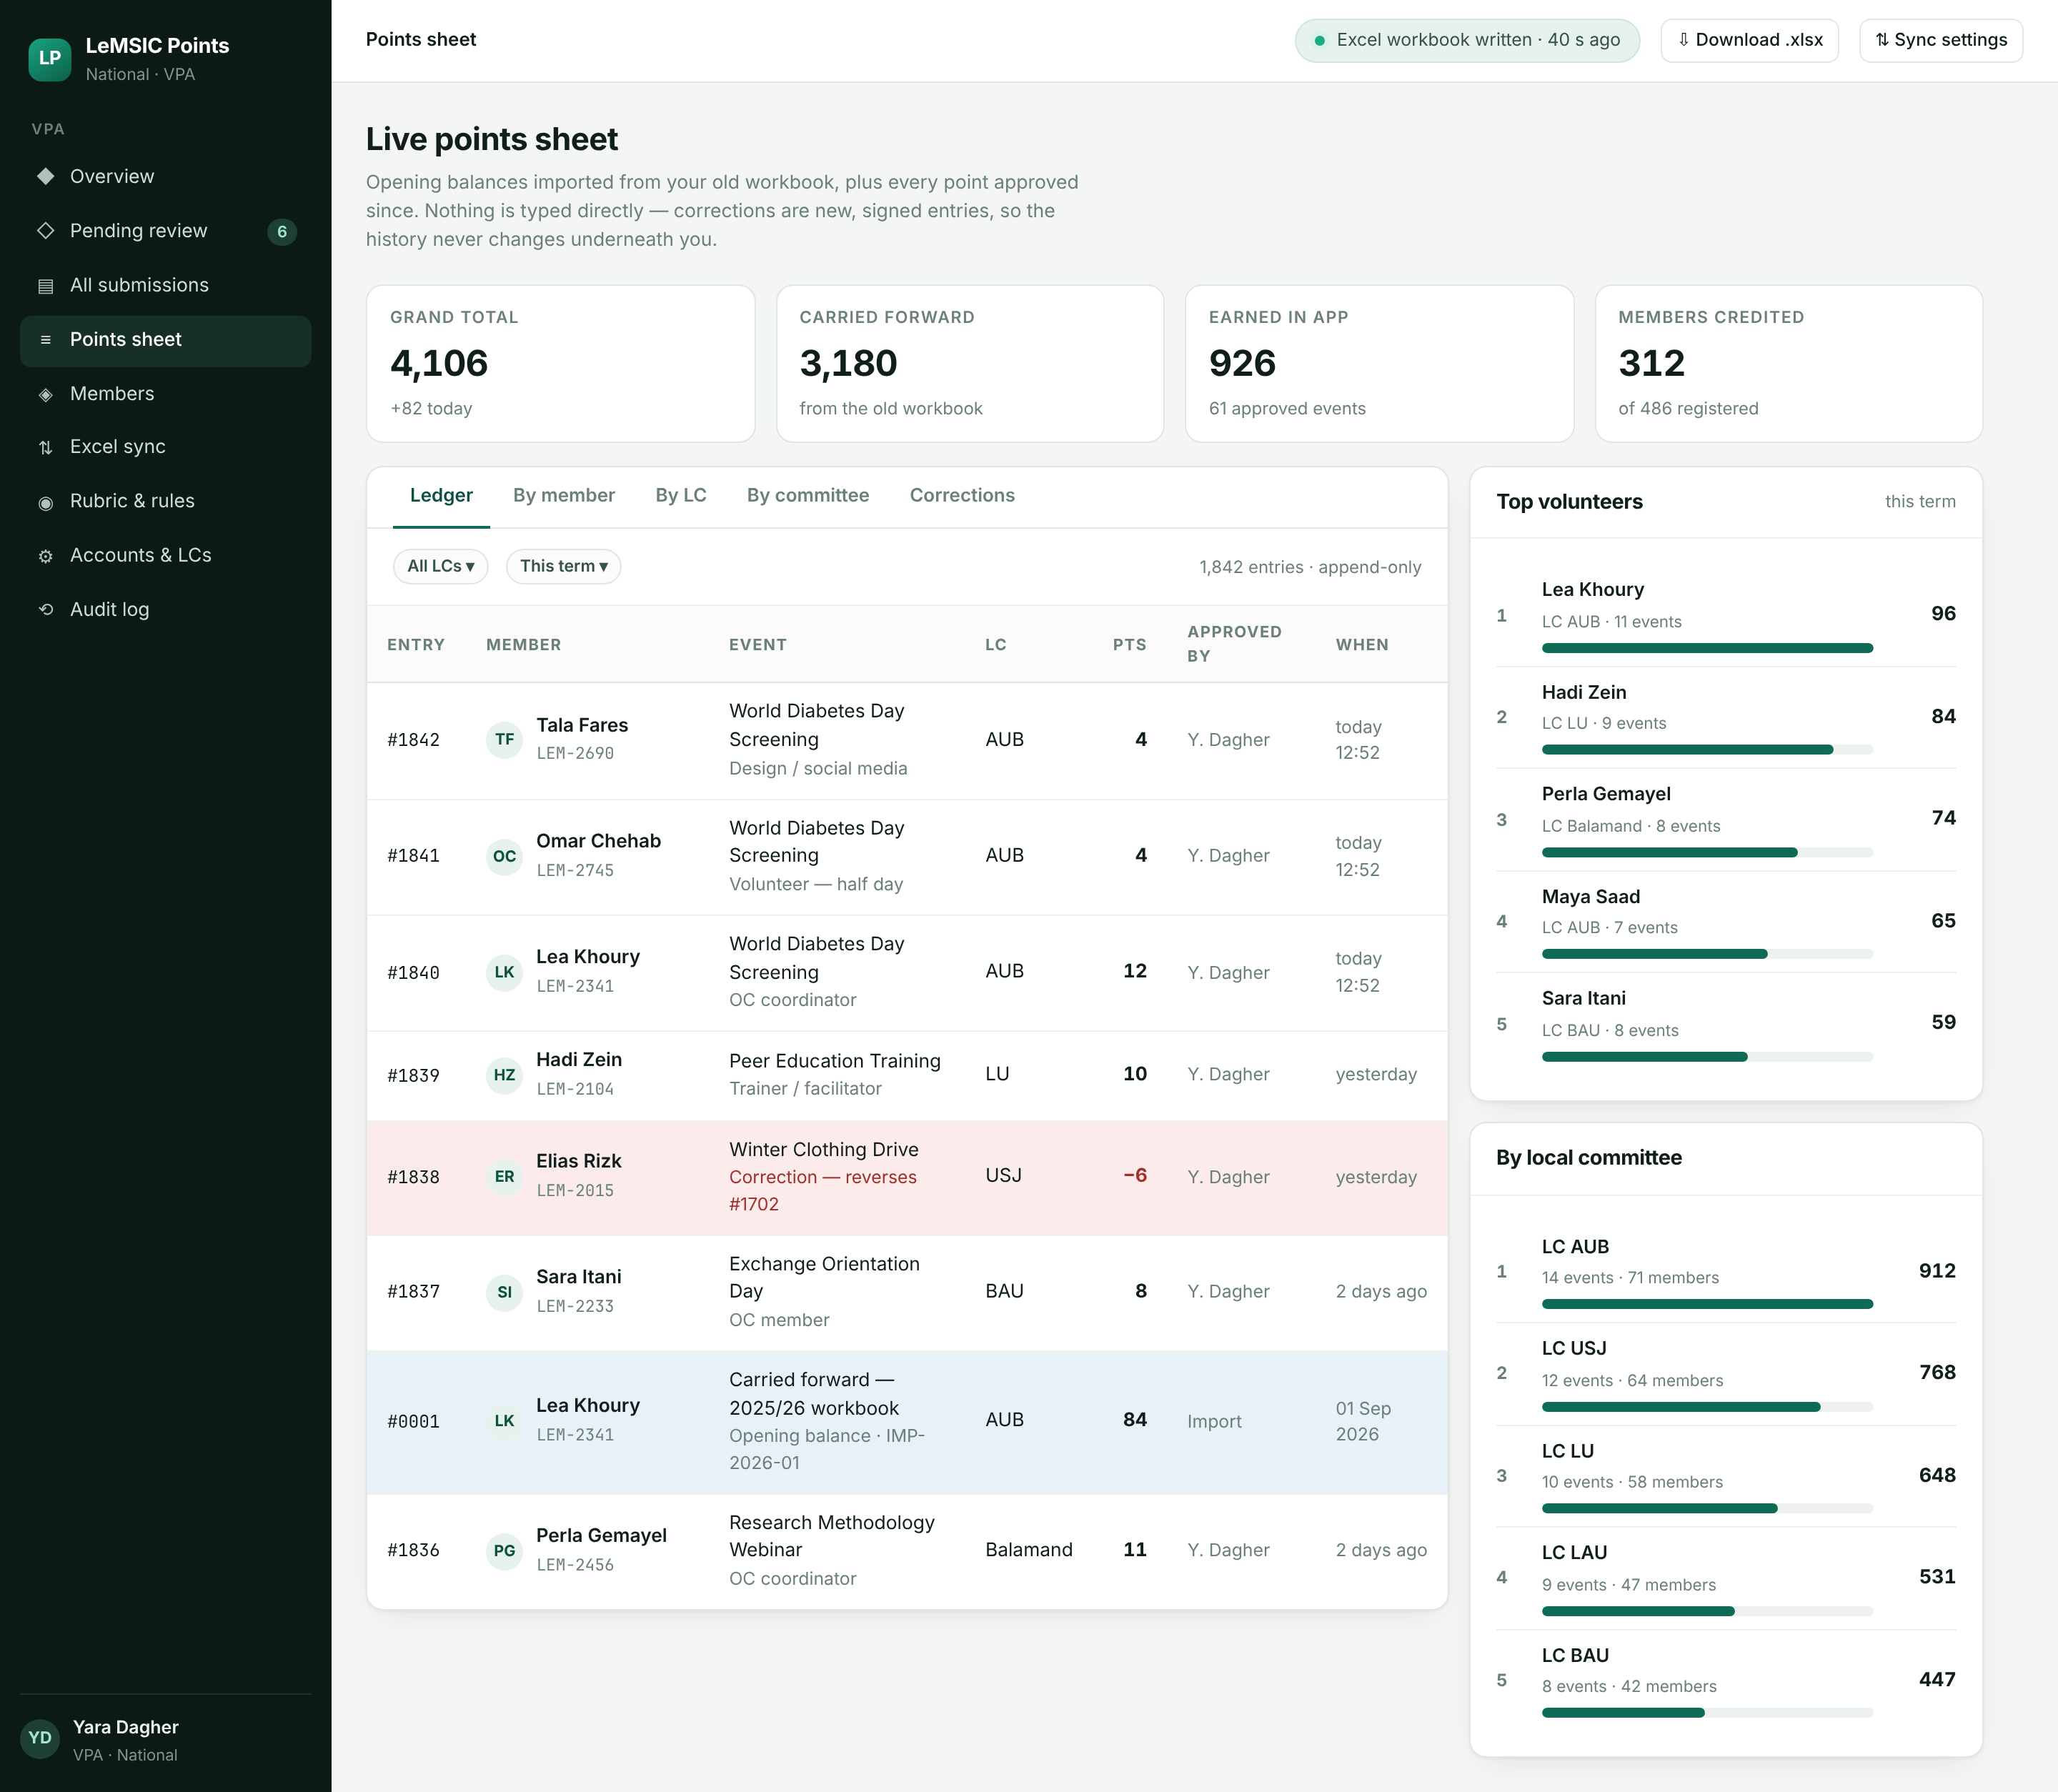 LP
LeMSIC Points
National · VPA
VPA
Overview
Pending review
6
All submissions
Points sheet
Members
Excel sync
Rubric & rules
Accounts & LCs
Audit log
YD
Yara Dagher
VPA · National
Points sheet
Excel workbook written · 40 s ago
⇩ Download .xlsx
⇅ Sync settings
Live points sheet
Opening balances imported from your old workbook, plus every point approved
since. Nothing is typed directly — corrections are new, signed entries, so the
history never changes underneath you.
GRAND TOTAL
4,106
+82 today
CARRIED FORWARD
3,180
from the old workbook
EARNED IN APP
926
61 approved events
MEMBERS CREDITED
312
of 486 registered
Ledger By member By LC By committee Corrections
All LCs ▾ This term ▾ 1,842 entries · append-only
ENTRY MEMBER EVENT LC PTS APPROVED BY WHEN
#1842
TF
Tala Fares
LEM-2690
World Diabetes Day
Screening
Design / social media
AUB
4
Y. Dagher
today
12:52
#1841
OC
Omar Chehab
LEM-2745
World Diabetes Day
Screening
Volunteer — half day
AUB
4
Y. Dagher
today
12:52
#1840
LK
Lea Khoury
LEM-2341
World Diabetes Day
Screening
OC coordinator
AUB
12
Y. Dagher
today
12:52
#1839
HZ
Hadi Zein
LEM-2104
Peer Education Training
Trainer / facilitator
LU
10
Y. Dagher
yesterday
#1838
ER
Elias Rizk
LEM-2015
Winter Clothing Drive
Correction — reverses
#1702
USJ
−6
Y. Dagher
yesterday
#1837
SI
Sara Itani
LEM-2233
Exchange Orientation
Day
OC member
BAU
8
Y. Dagher
2 days ago
#0001
LK
Lea Khoury
LEM-2341
Carried forward —
2025/26 workbook
Opening balance · IMP-
2026-01
AUB
84
Import
01 Sep
2026
#1836
PG
Perla Gemayel
LEM-2456
Research Methodology
Webinar
OC coordinator
Balamand
11
Y. Dagher
2 days ago
Top volunteers
this term
1
Lea Khoury
LC AUB · 11 events
96
2
Hadi Zein
LC LU · 9 events
84
3
Perla Gemayel
LC Balamand · 8 events
74
4
Maya Saad
LC AUB · 7 events
65
5
Sara Itani
LC BAU · 8 events
59
By local committee
1
LC AUB
14 events · 71 members
912
2
LC USJ
12 events · 64 members
768
3
LC LU
10 events · 58 members
648
4
LC LAU
9 events · 47 members
531
5
LC BAU
8 events · 42 members
447